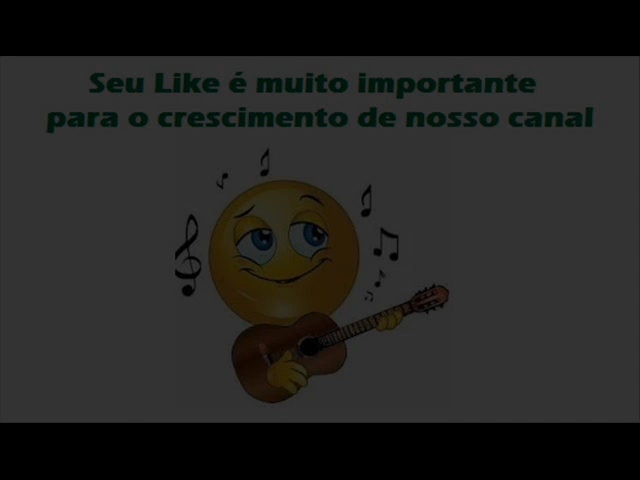 Seu Like é muito importante
para o crescimento de nosso canal